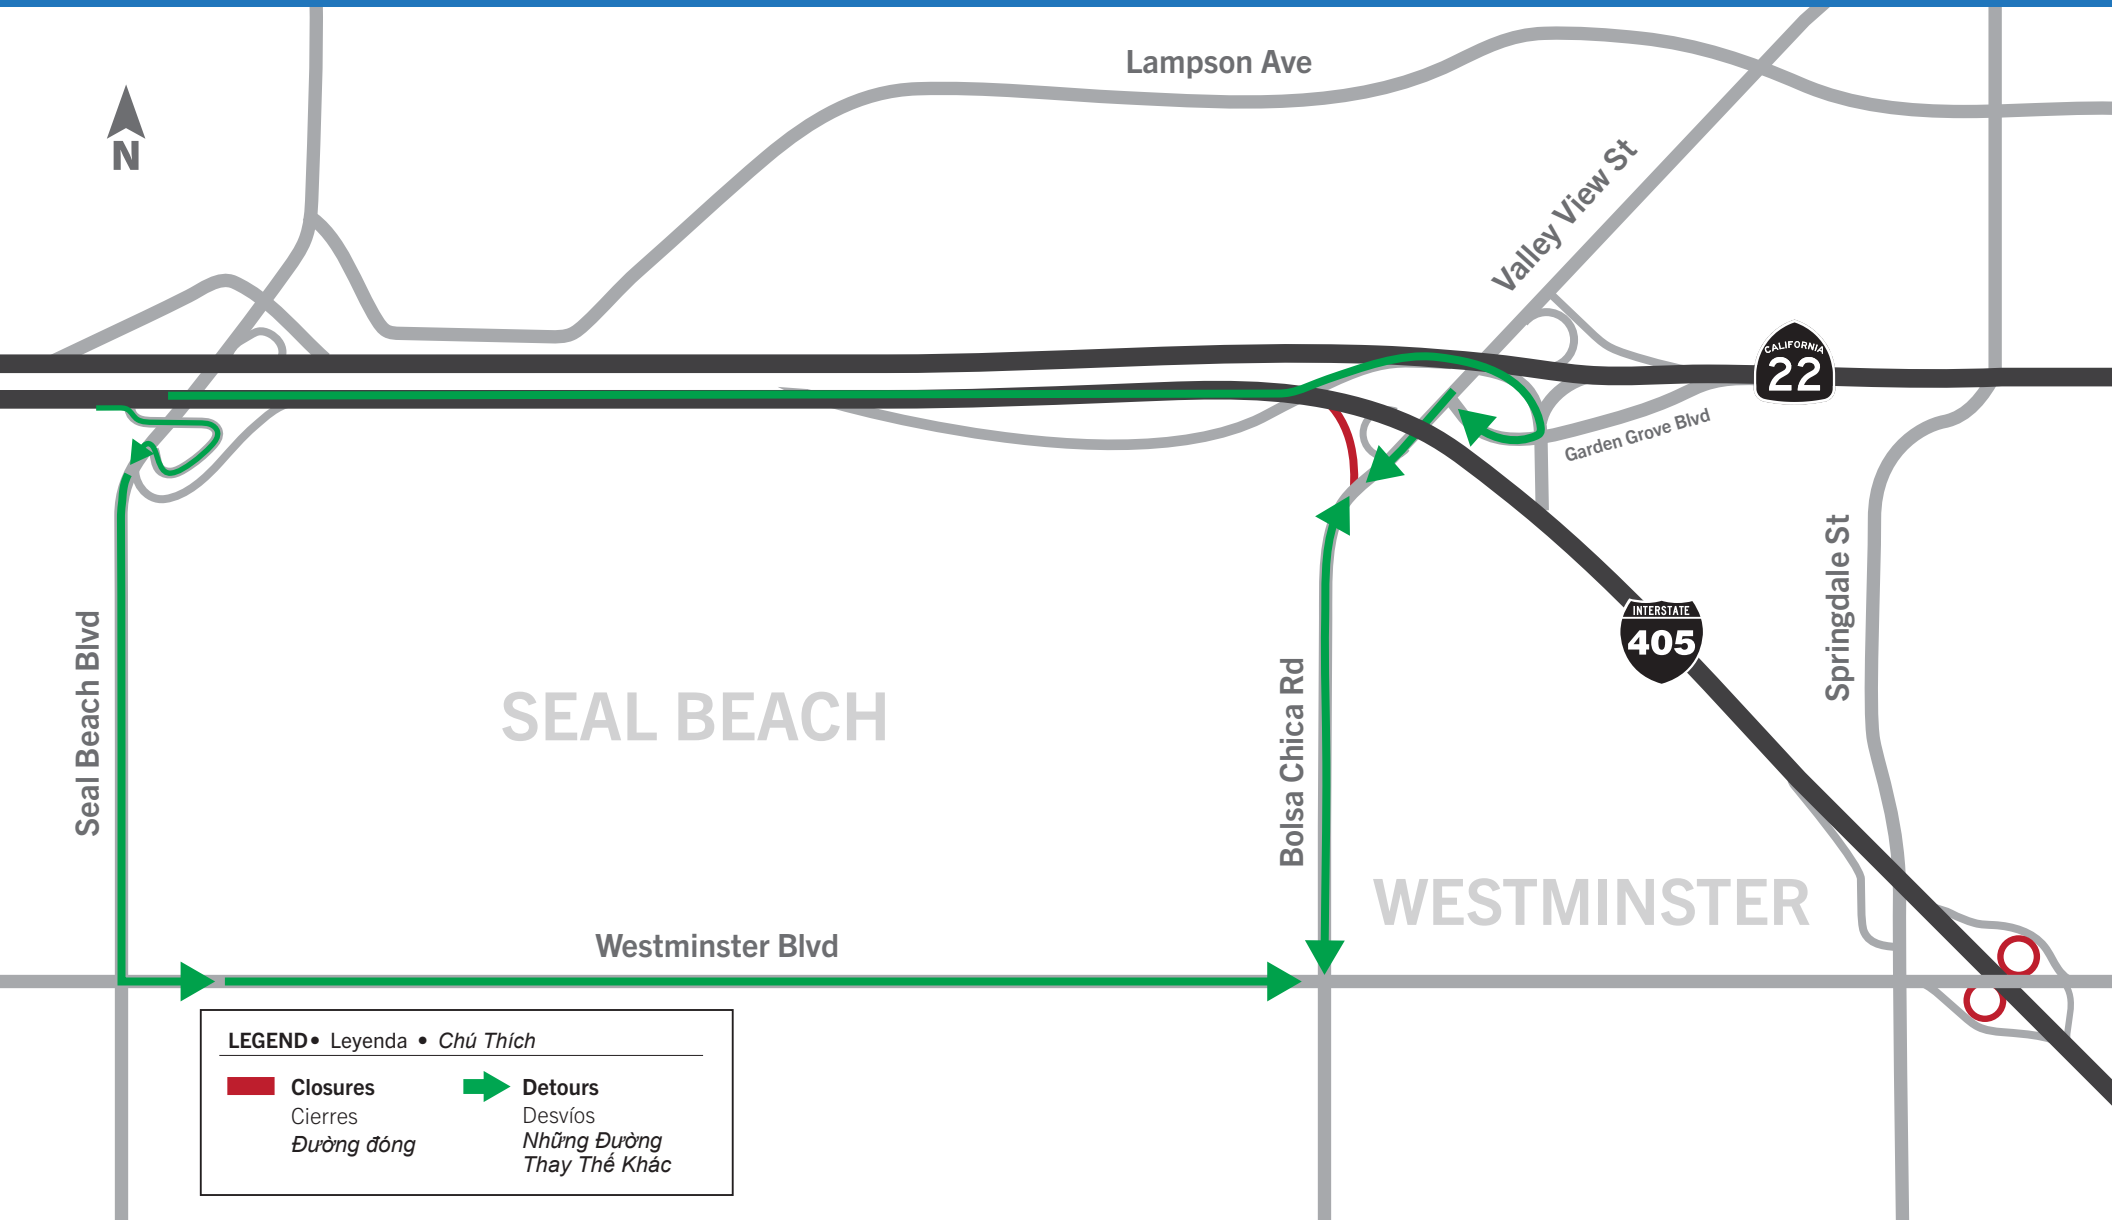 Lampson Ave
N
Valley View St
CALIFORNIA
22
Garden Grove Blvd
Springdale St
INTERSTATE
405
Seal Beach Blvd
SEAL BEACH
Bolsa Chica Rd
WESTMINSTER
Westminster Blvd
LEGEND • Leyenda • Chú Thích
Closures
Cierres
Đường đóng
Detours
Desvíos
Những Đường
Thay Thế Khác